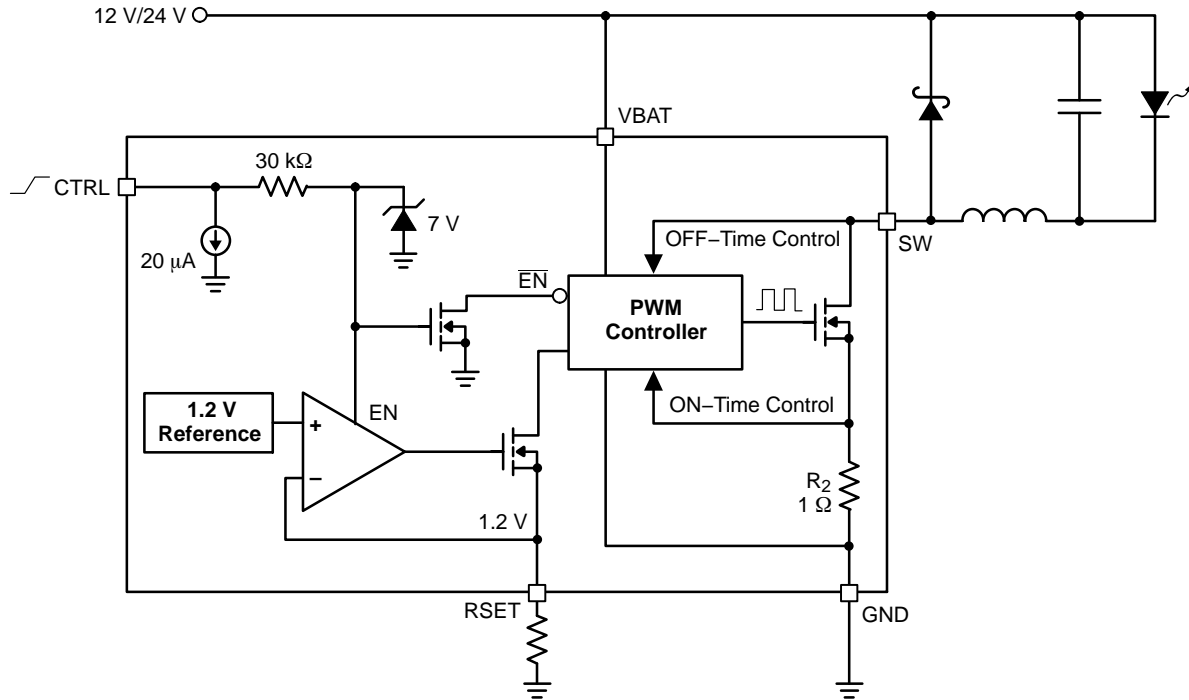 12 V/24 V
VBAT
30 kΩ
CTRL
7 V
SW
OFF–Time Control
20 μA
EN
PWM
Controller
1.2 V
Reference
+
EN
ON–Time Control
–
R2
1 Ω
1.2 V
RSET
GND